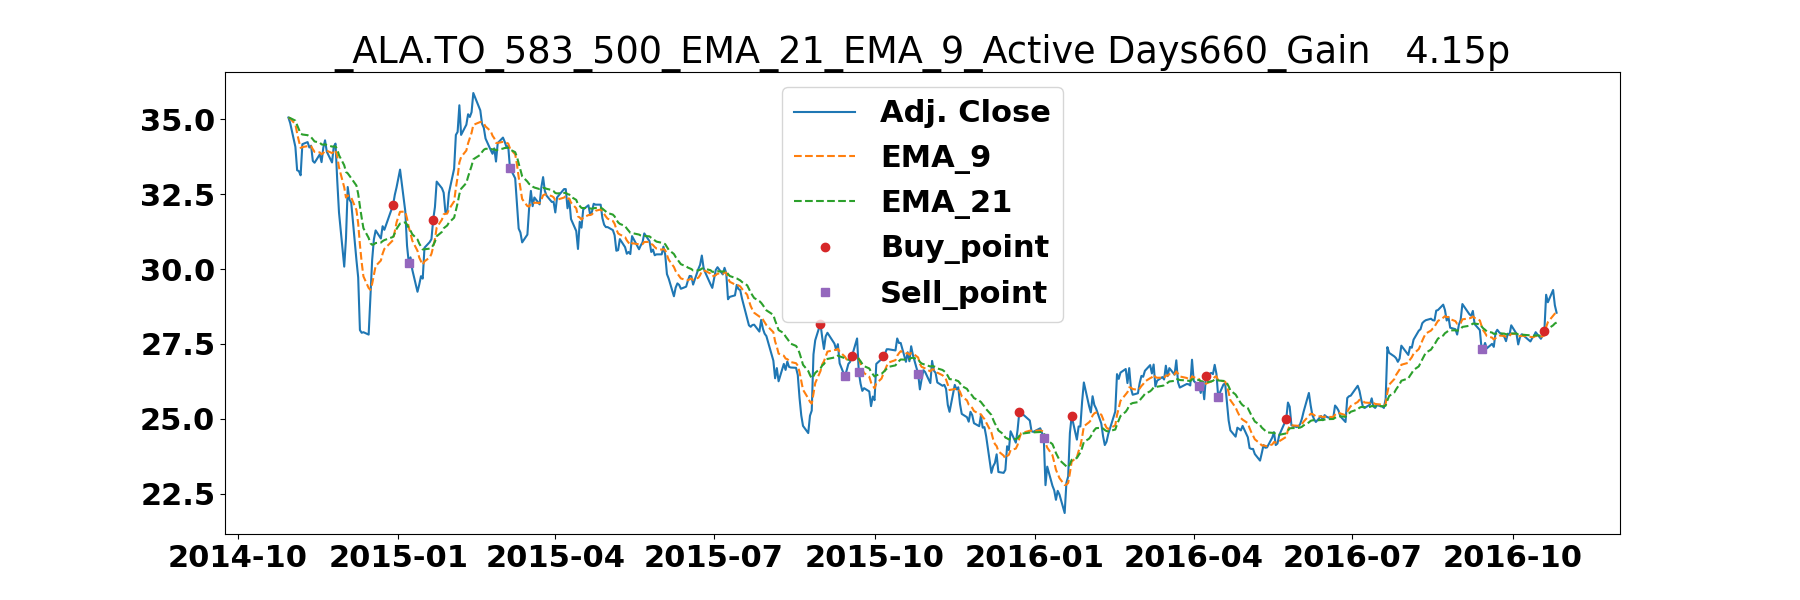 _ALA.TO_583_500_EMA_21_EMA_9_Active Days660_Gain   4.15p
Adj. Close
EMA_9
EMA_21
Buy_point
Sell_point
35.0
32.5
30.0
27.5
25.0
22.5
2014-10 2015-01 2015-04 2015-07 2015-10 2016-01 2016-04 2016-07 2016-10